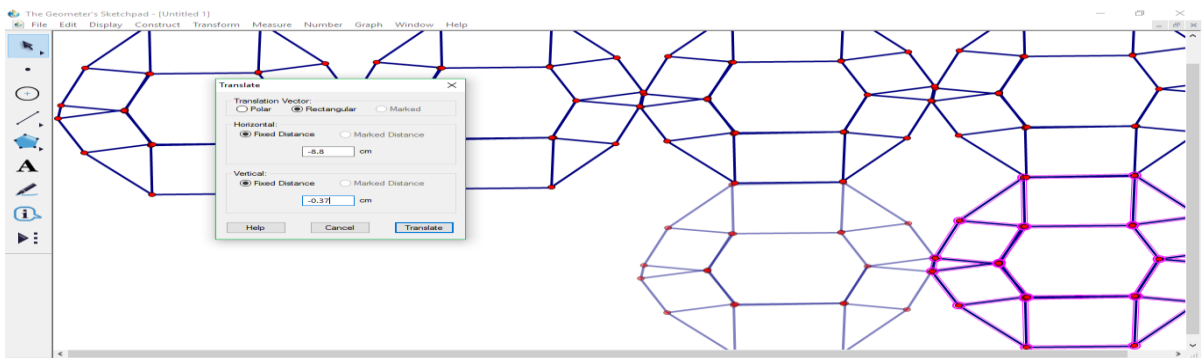 The Geometer's Sketchpad - [Untitled 1]
File Edit Display Construct Transform Measure Number Graph Window Help
Translate
Translation Vector:
Polar Rectangular Marked
Horizontal:
Fixed Distance Marked Distance
-8.8 cm
Vertical:
Fixed Distance Marked Distance
-0.37 cm
Help Cancel Translate
A